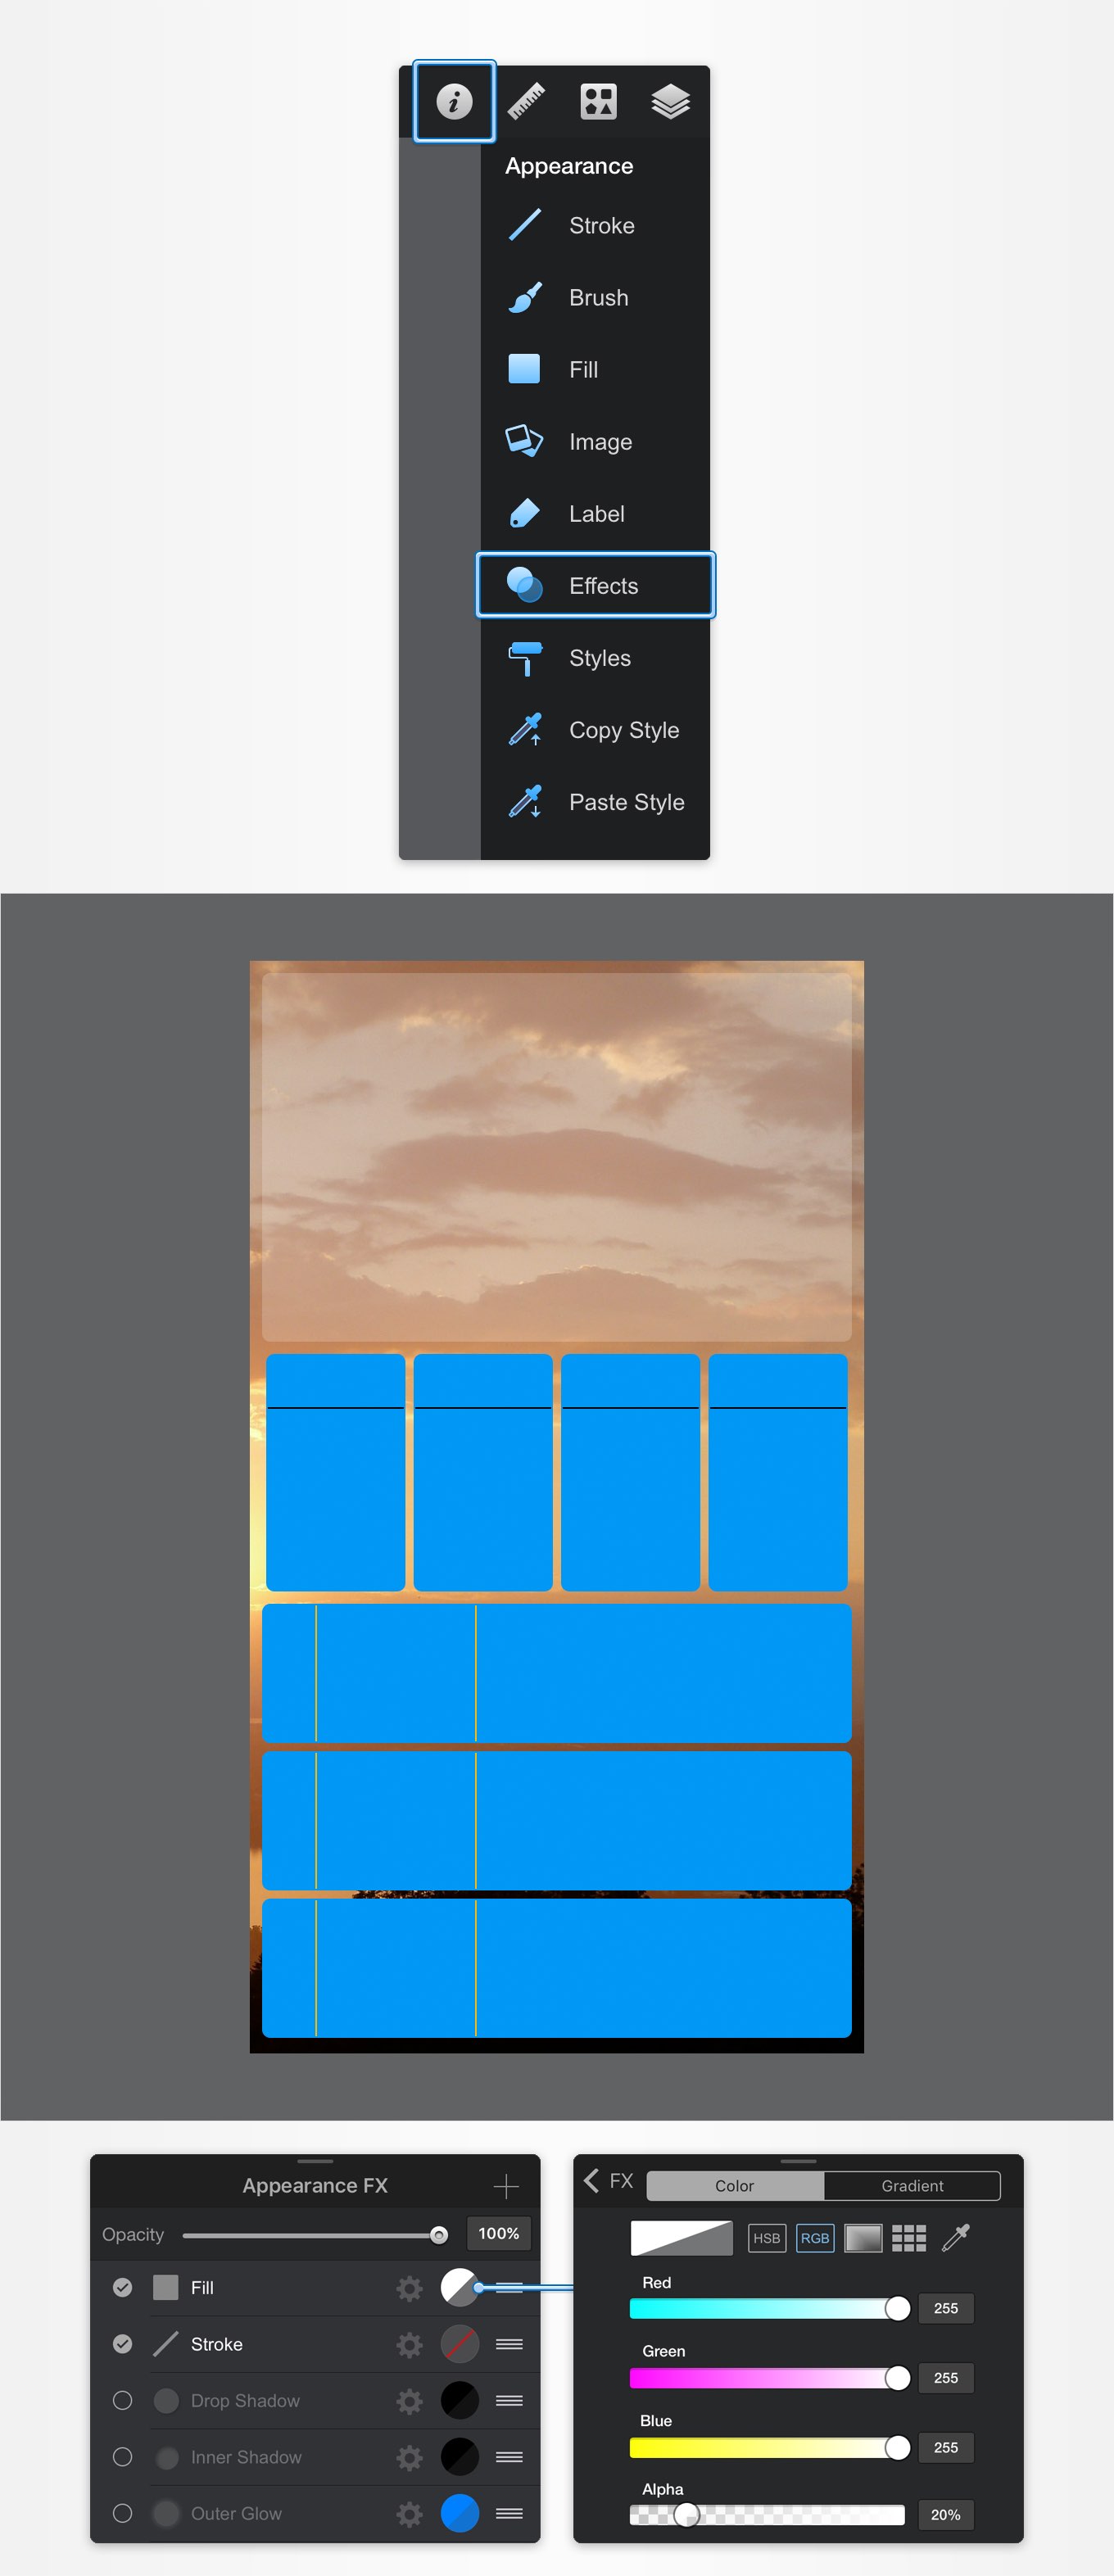 Appearance
Stroke
Brush
Fill
Image
Label
Effects
Styles
Copy Style
Paste Style
Appearance FX
Opacity 100%
Fill
Stroke
Drop Shadow
Inner Shadow
Outer Glow
FX Color Gradient
HSB RGB
Red
255
Green
255
Blue
255
Alpha
20%